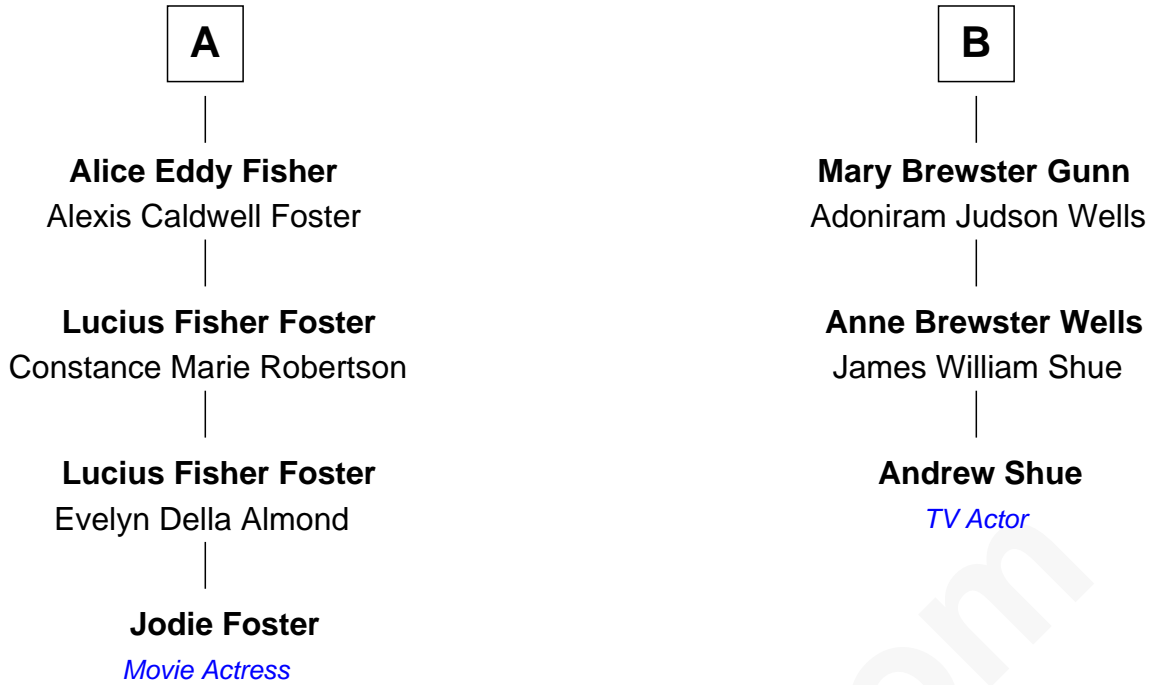 A
Alice Eddy Fisher
Alexis Caldwell Foster
Lucius Fisher Foster
Constance Marie Robertson
Lucius Fisher Foster
Evelyn Della Almond
Jodie Foster
Movie Actress
B
Mary Brewster Gunn
Adoniram Judson Wells
Anne Brewster Wells
James William Shue
Andrew Shue
TV Actor
om